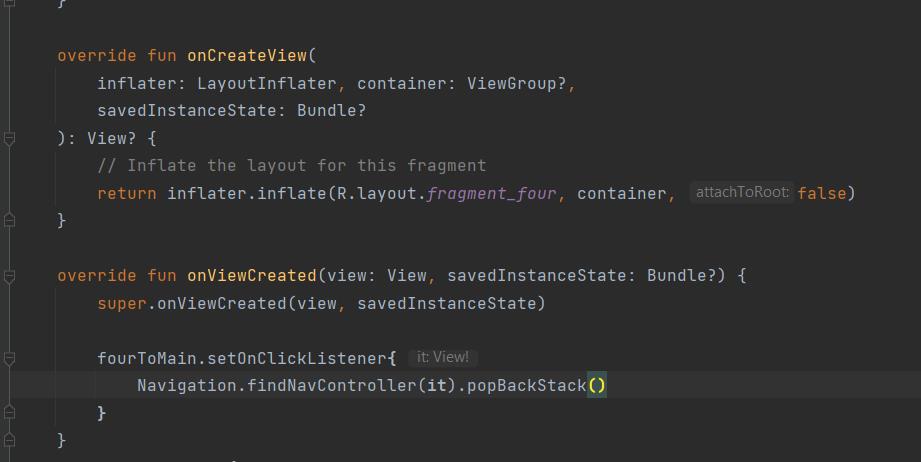 }
override fun onCreateView(
inflater: LayoutInflater, container: ViewGroup?,
savedInstanceState: Bundle?
): View? {
// Inflate the layout for this fragment
return inflater.inflate(R.layout.fragment_four, container, attachToRoot: false)
}
override fun onViewCreated(view: View, savedInstanceState: Bundle?) {
super.onViewCreated(view, savedInstanceState)
fourToMain.setOnClickListener{ it: View!
Navigation.findNavController(it).popBackStack()
}
}